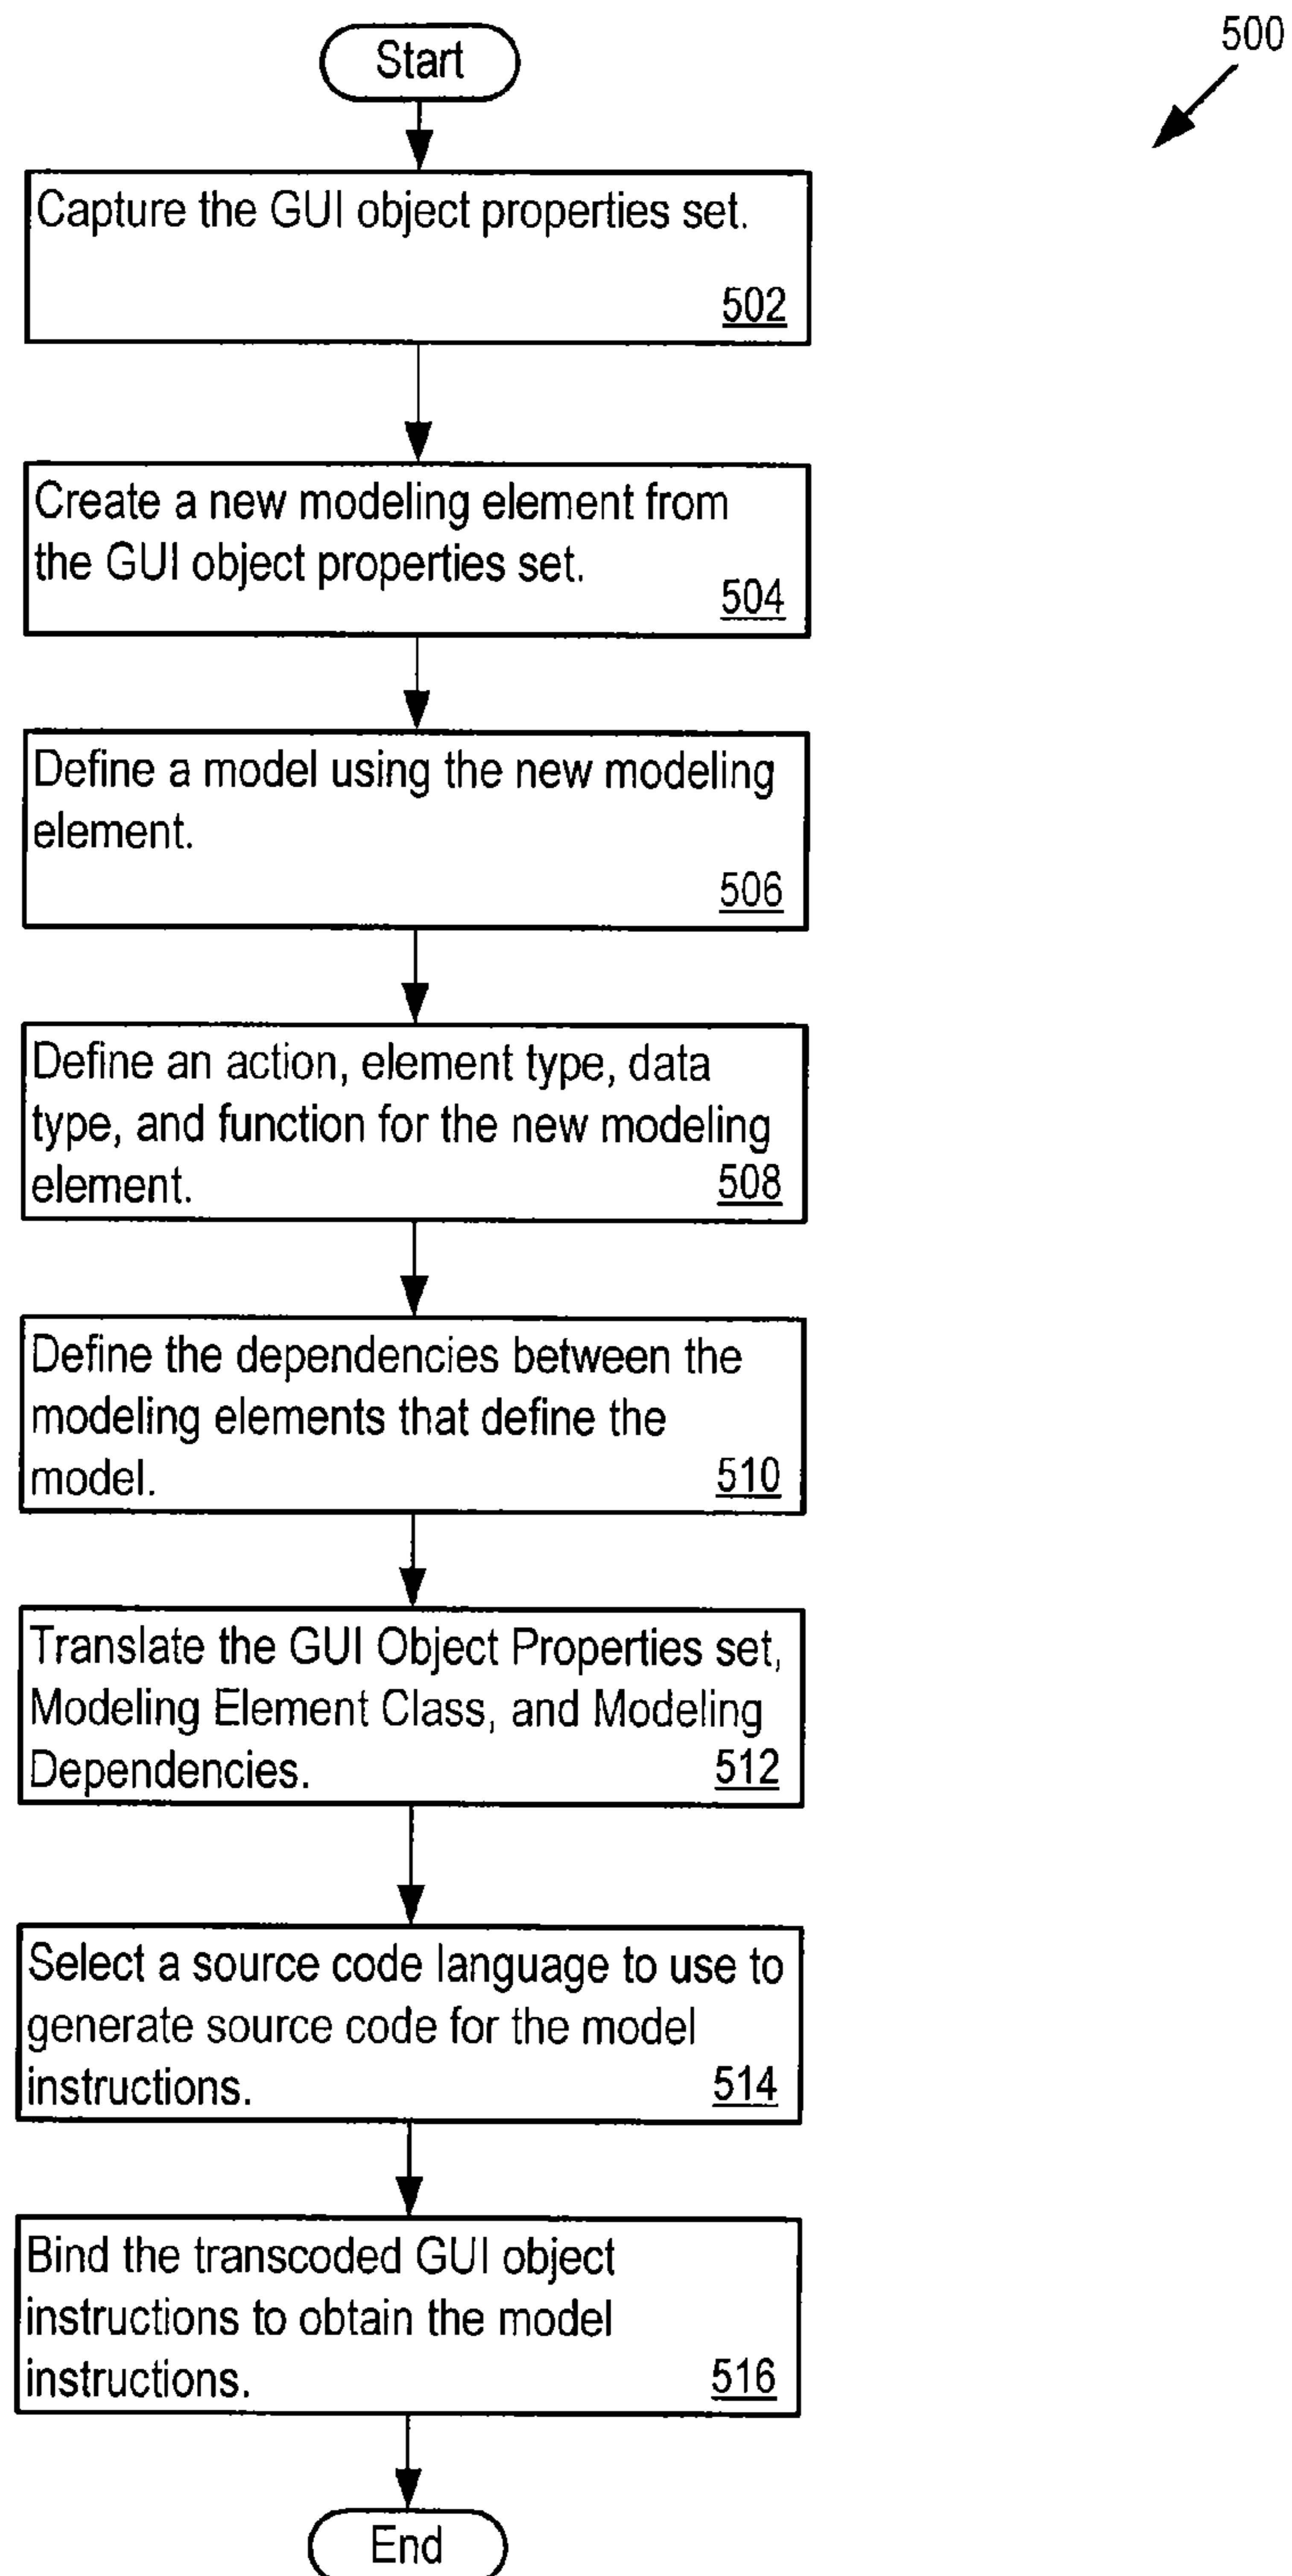 500
Start
Capture the GUI object properties set.
502
Create a new modeling element from
the GUI object properties set.
504
Define a model using the new modeling
element.
506
Define an action, element type, data
type, and function for the new modeling
element.
508
Define the dependencies between the
modeling elements that define the
model.
510
Translate the GUI Object Properties set,
Modeling Element Class, and Modeling
Dependencies.
512
Select a source code language to use to
generate source code for the model
instructions.
514
Bind the transcoded GUI object
instructions to obtain the model
instructions.
516
End